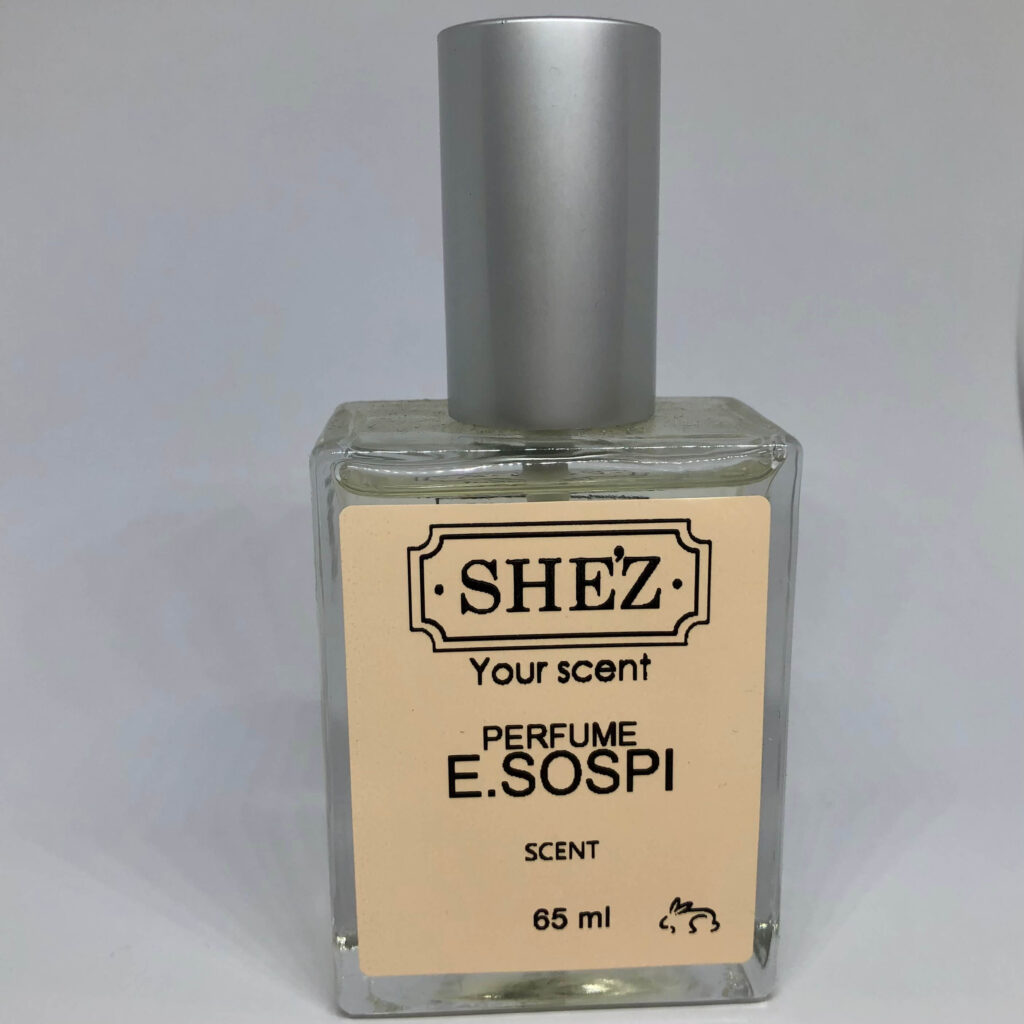 ·SHE'Z·
Your scent
PERFUME
E.SOSPI
SCENT
65 ml